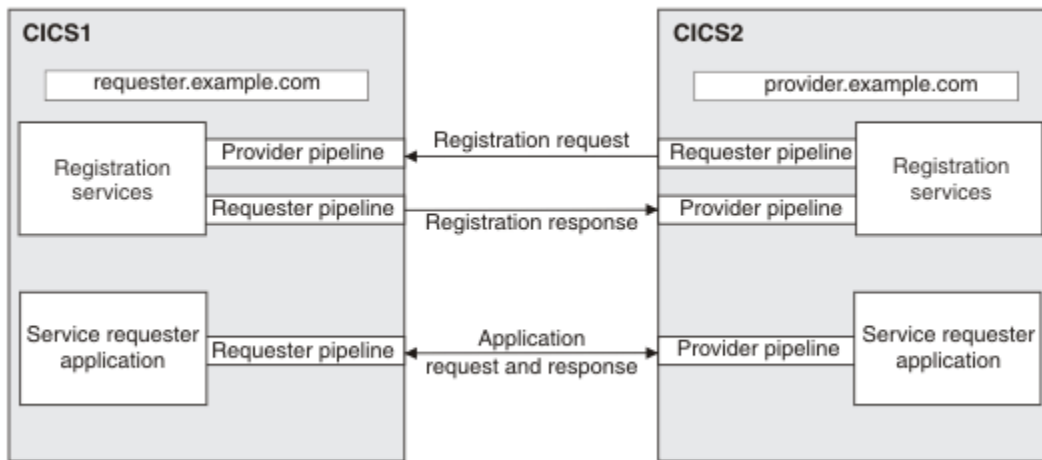 CICS1
CICS2
requester.example.com
provider.example.com
Registration
services
Provider pipeline
Registration request
Requester pipeline
Registration
services
Requester pipeline
Registration response
Provider pipeline
Service requester
application
Requester pipeline
Application
request and response
Provider pipeline
Service requester
application